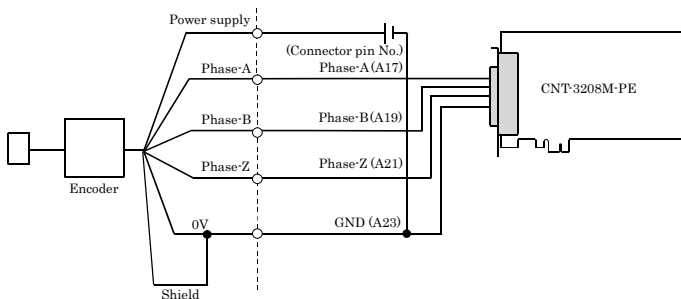 Power supply
(Connector pin No.)
Phase-A
Phase-A (A17)
CNT-3208M-PE
Phase-B
Phase-B (A19)
Phase-Z
Phase-Z (A21)
Encoder
0V
GND (A23)
Shield